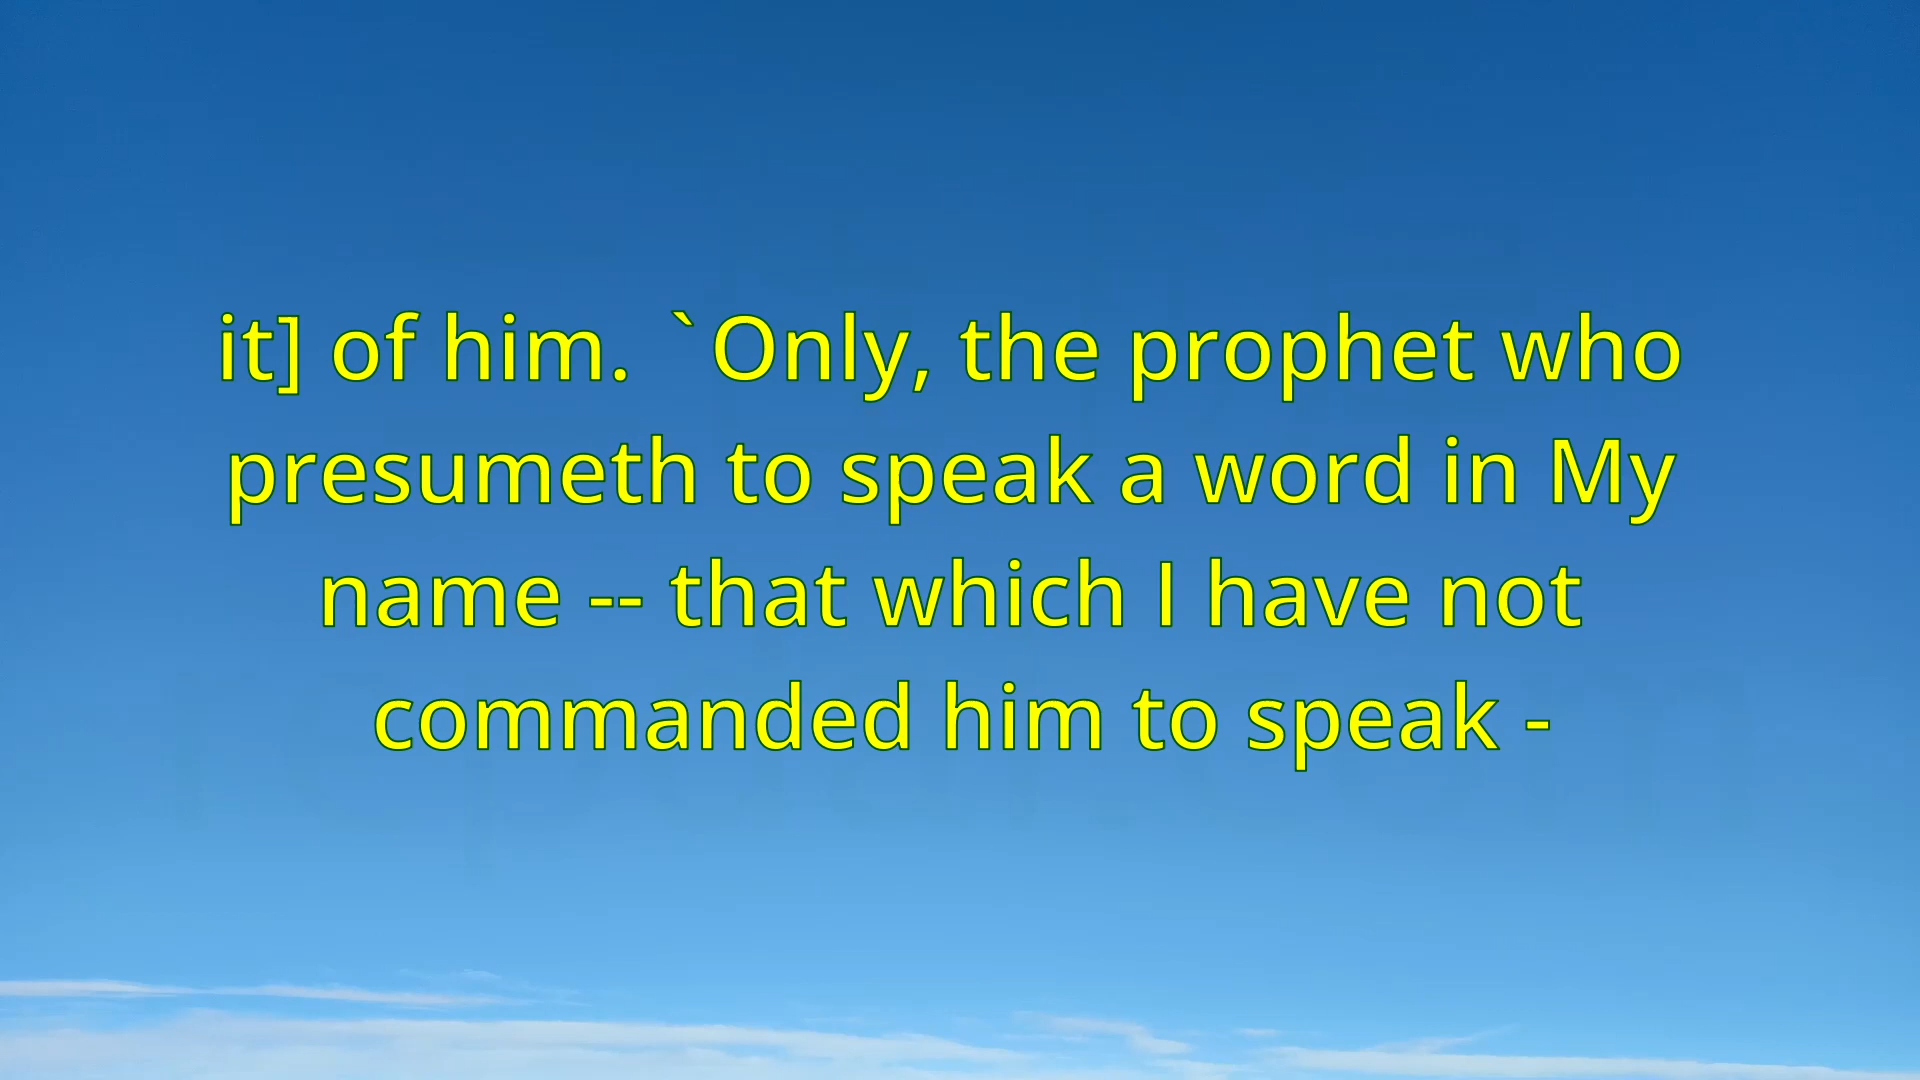 it] of him. `Only, the prophet who
presumeth to speak a word in My
name -- that which I have not
commanded him to speak -